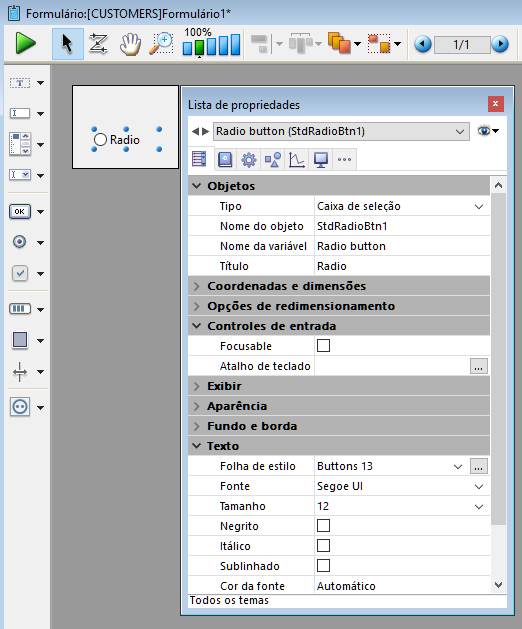 Formulário:[CUSTOMERS]Formulário1*
100%
1/1
Radio
Lista de propriedades
Radio button (StdRadioBtn1)
Objetos
Tipo Caixa de seleção
Nome do objeto StdRadioBtn1
Nome da variável Radio button
Título Radio
Coordenadas e dimensões
Opções de redimensionamento
Controles de entrada
Focusable
Atalho de teclado ...
Exibir
Aparência
Fundo e borda
Texto
Folha de estilo Buttons 13 ...
Fonte Segoe UI
Tamanho 12
Negrito
Itálico
Sublinhado
Cor da fonte Automático
Todos os temas
OK